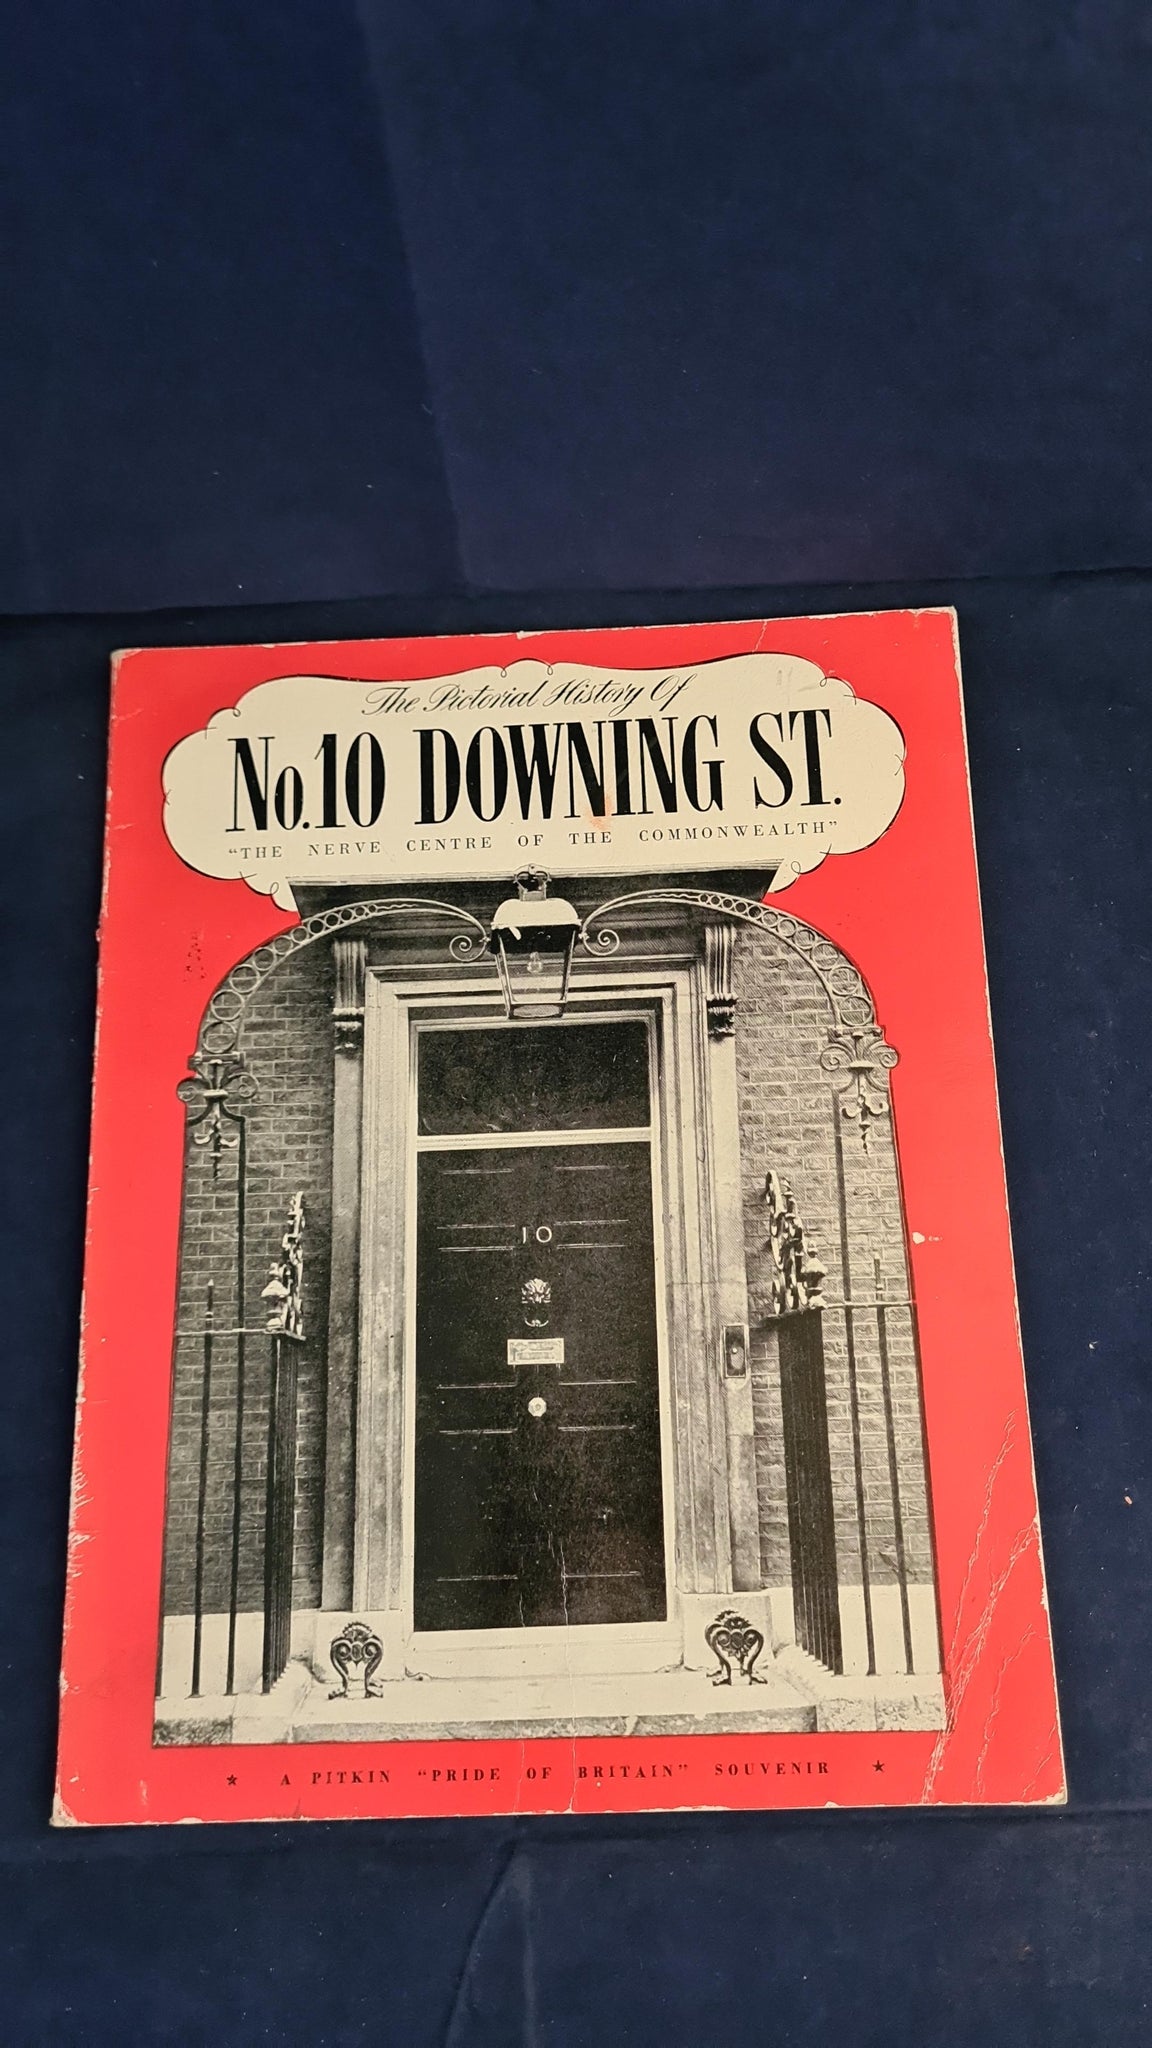 The Pictorial History Of
No.10 DOWNING ST.
"THE NERVE CENTRE OF THE COMMONWEALTH"
10
★ A PITKIN "PRIDE OF BRITAIN" SOUVENIR ★